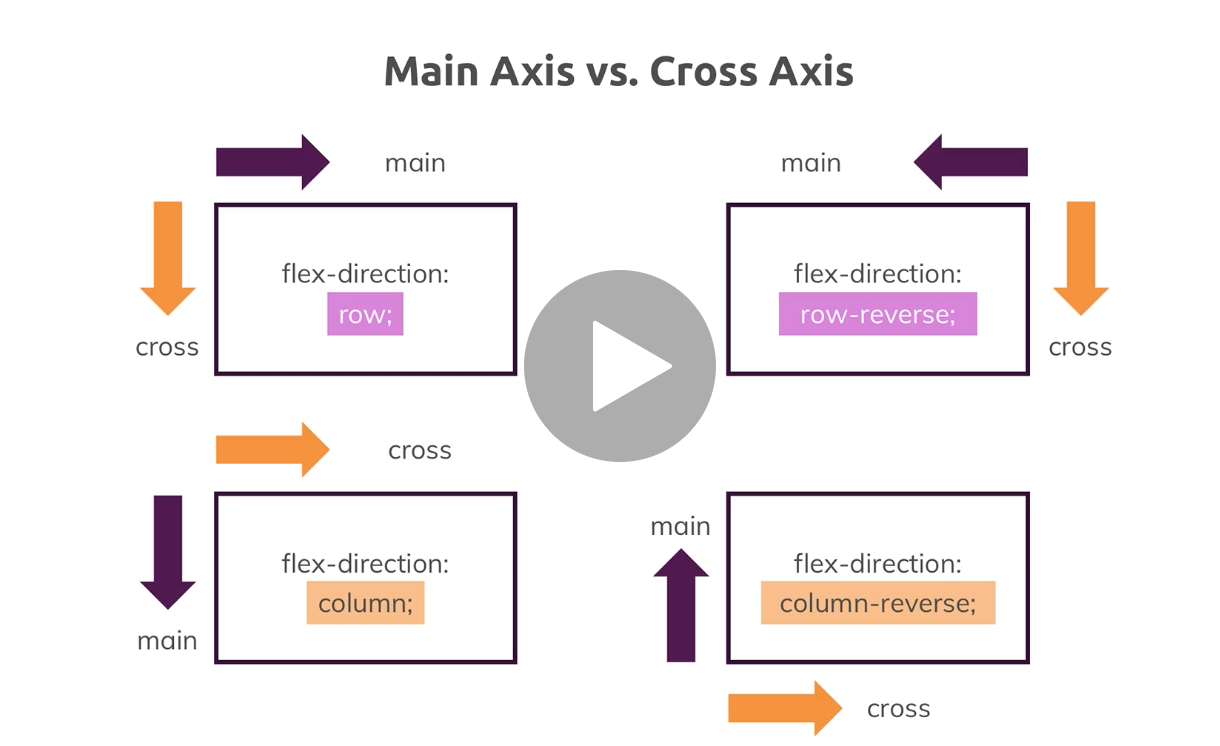 Main Axis vs. Cross Axis
main
main
flex-direction:
row;
cross
flex-direction:
row-reverse;
cross
cross
flex-direction:
column;
main
main
flex-direction:
column-reverse;
cross